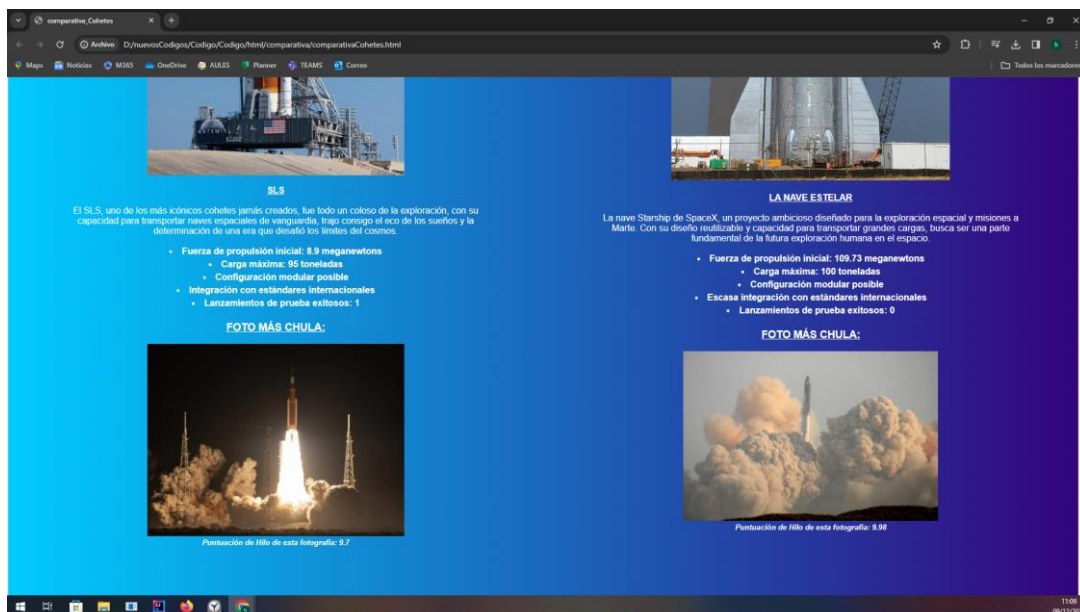 comparativa_Cohetes
Archivo D:/nuevosCodigos/Codigo/Codigo/html/comparativa/comparativaCohetes.html
Maps Noticias M365 OneDrive AULES Planner TEAMS Correo Todos los marcadores
SLS
El SLS, uno de los más icónicos cohetes jamás creados, fue todo un coloso de la exploración, con su
capacidad para transportar naves espaciales de vanguardia, trajo consigo el eco de los sueños y la
determinación de una era que desafió los límites del cosmos.
• Fuerza de propulsión inicial: 8.9 meganewtons
• Carga máxima: 95 toneladas
• Configuración modular posible
• Integración con estándares internacionales
• Lanzamientos de prueba exitosos: 1
FOTO MÁS CHULA:
Puntuación de Hilo de esta fotografía: 9.7
LA NAVE ESTELAR
La nave Starship de SpaceX, un proyecto ambicioso diseñado para la exploración espacial y misiones a
Marte. Con su diseño reutilizable y capacidad para transportar grandes cargas, busca ser una parte
fundamental de la futura exploración humana en el espacio.
• Fuerza de propulsión inicial: 109.73 meganewtons
• Carga máxima: 100 toneladas
• Configuración modular posible
• Escasa integración con estándares internacionales
• Lanzamientos de prueba exitosos: 0
FOTO MÁS CHULA:
Puntuación de Hilo de esta fotografía: 9.98
11:09